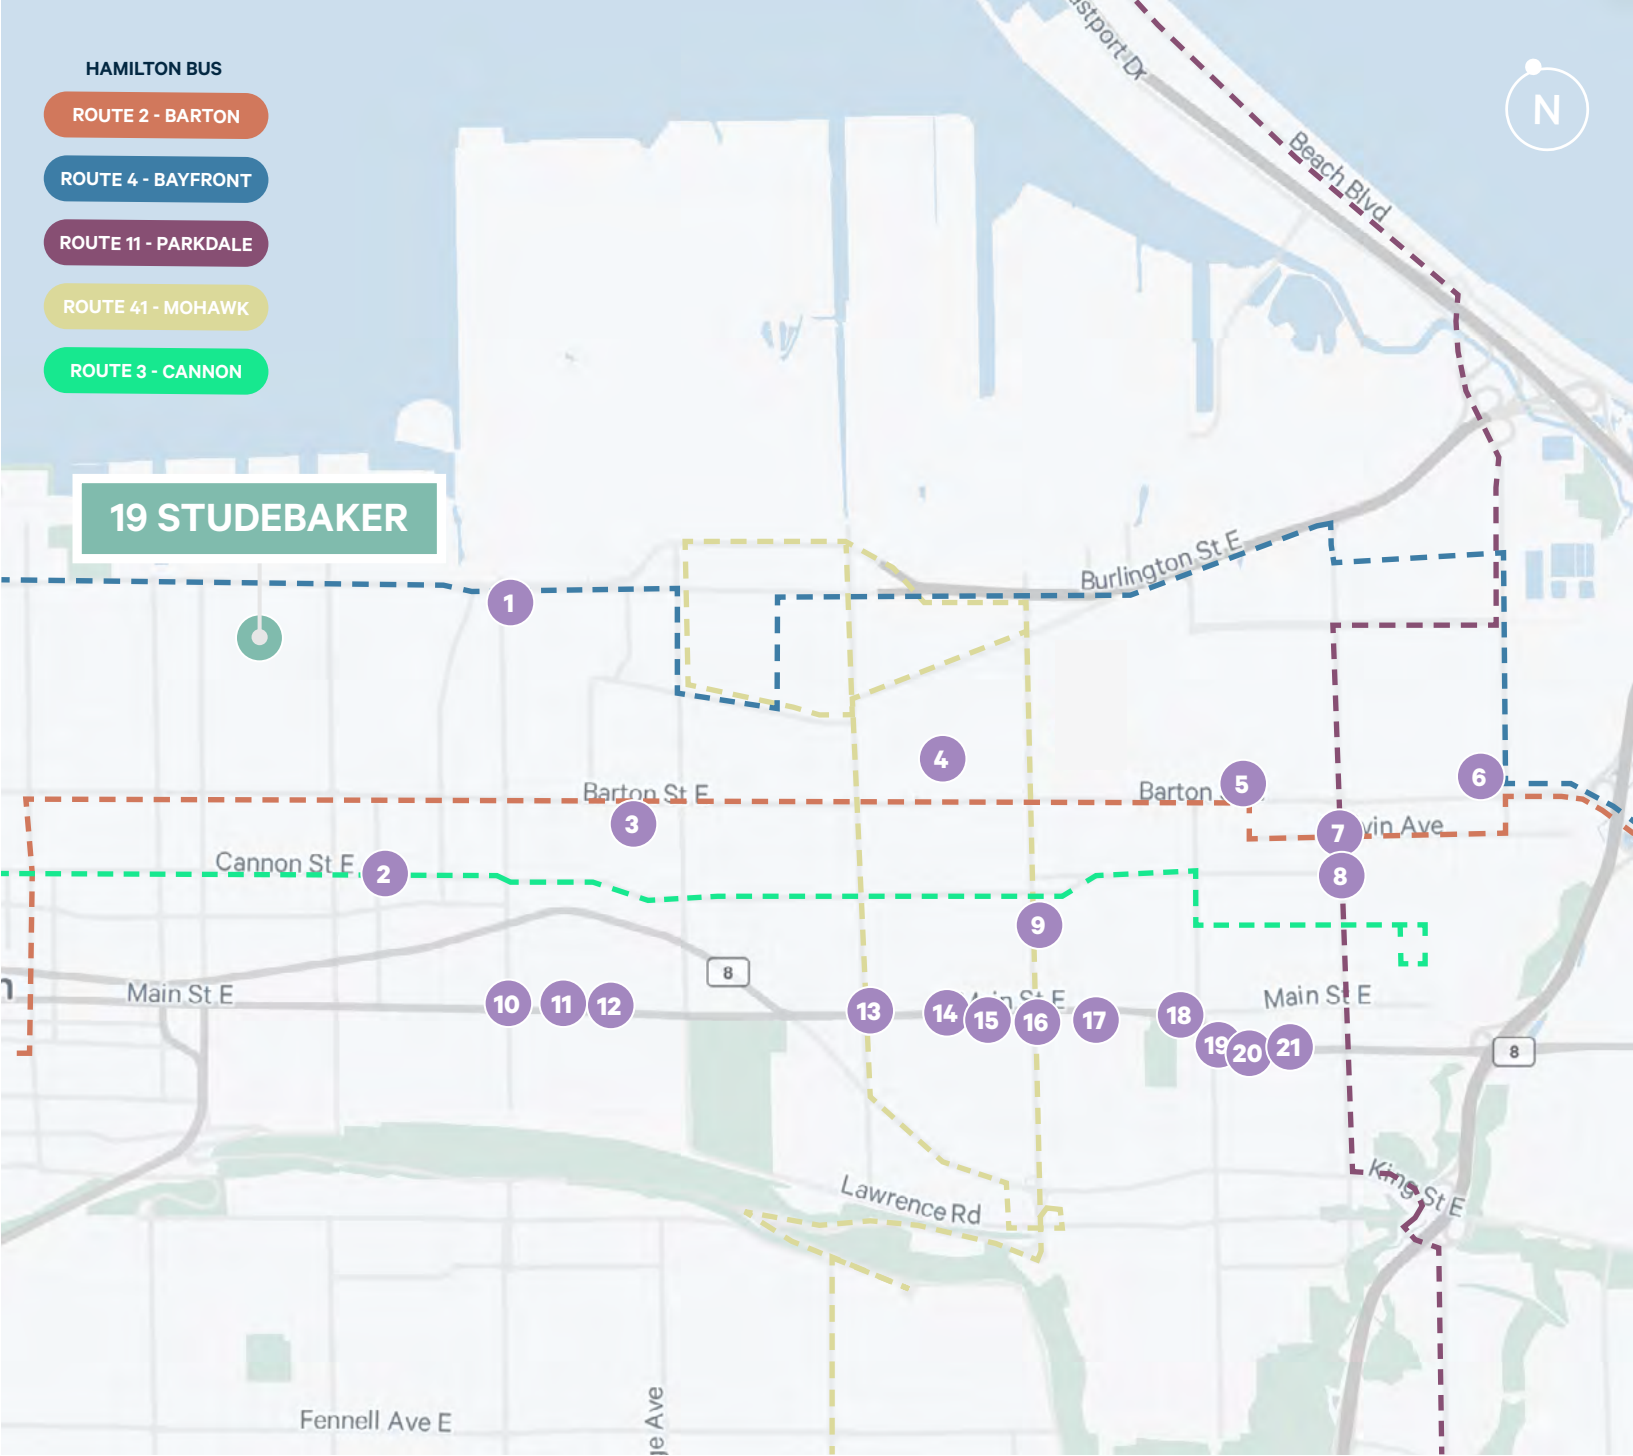 HAMILTON BUS
ROUTE 2 - BARTON
ROUTE 4 - BAYFRONT
ROUTE 11 - PARKDALE
ROUTE 41 - MOHAWK
ROUTE 3 - CANNON
N
Beach Blvd
19 STUDEBAKER
Burlington St E
1
4
6
5
Barton St E
Barton
3
7
Cannon St E
2
8
9
8
Main St E
Main St E
10
11
12
13
14
15
16
17
18
19
20
21
8
King St E
Lawrence Rd
Fennell Ave E